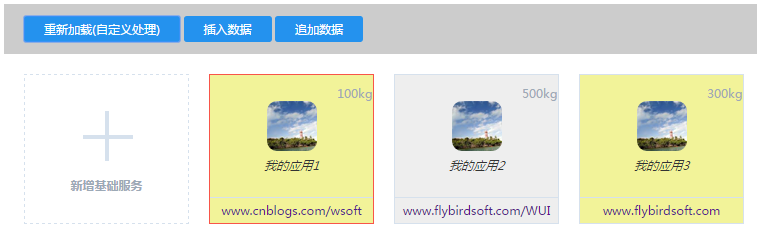 重新加载(自定义处理) 插入数据 追加数据
100kg 500kg 300kg
我的应用1 我的应用2 我的应用3
新增基础服务
www.cnblogs.com/wsoft www.flybirdsoft.com/WUI www.flybirdsoft.com